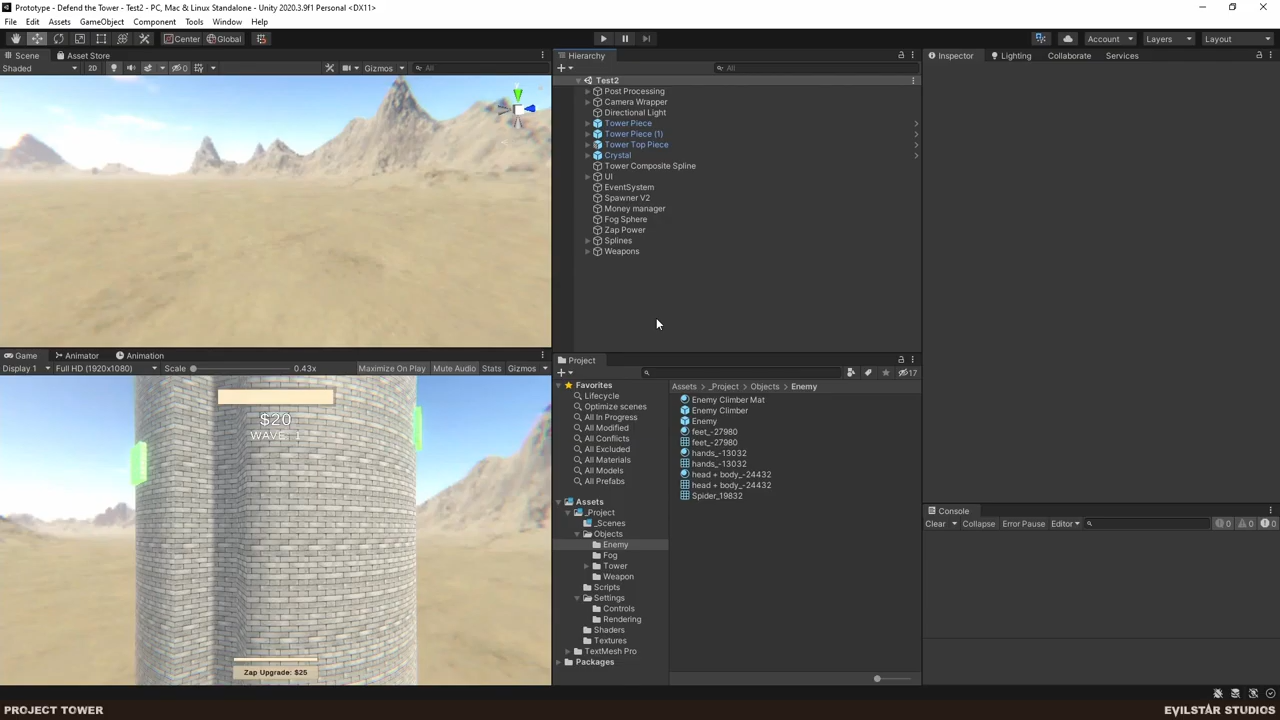 Prototype - Defend the Tower - Test2 - PC, Mac & Linux Standalone - Unity 2020.3.9f1 Personal <DX11>
File Edit Assets GameObject Component Tools Window Help
Center Global Account Layers Layout
Scene Asset Store
Shaded 2D 0 Gizmos All
Hierarchy
All
Test2
Post Processing
Camera Wrapper
Directional Light
Tower Piece
Tower Piece (1)
Tower Top Piece
Crystal
Tower Composite Spline
UI
EventSystem
Spawner V2
Money manager
Fog Sphere
Zap Power
Splines
Weapons
Inspector Lighting Collaborate Services
Game Animator Animation
Display 1 Full HD (1920x1080) Scale 0.43x Maximize On Play Mute Audio Stats Gizmos
$20
WAVE: 1
Zap Upgrade: $25
Project
17
Favorites
Lifecycle
Optimize scenes
All In Progress
All Modified
All Conflicts
All Excluded
All Materials
All Models
All Prefabs
Assets
_Project
_Scenes
Objects
Enemy
Fog
Tower
Weapon
Scripts
Settings
Controls
Rendering
Shaders
Textures
TextMesh Pro
Packages
Assets > _Project > Objects > Enemy
Enemy Climber Mat
Enemy Climber
Enemy
feet_-27980
feet_-27980
hands_-13032
hands_-13032
head + body_-24432
head + body_-24432
Spider_19832
Console
Clear Collapse Error Pause Editor 0 0 0
PROJECT TOWER
EVILSTAR STUDIOS